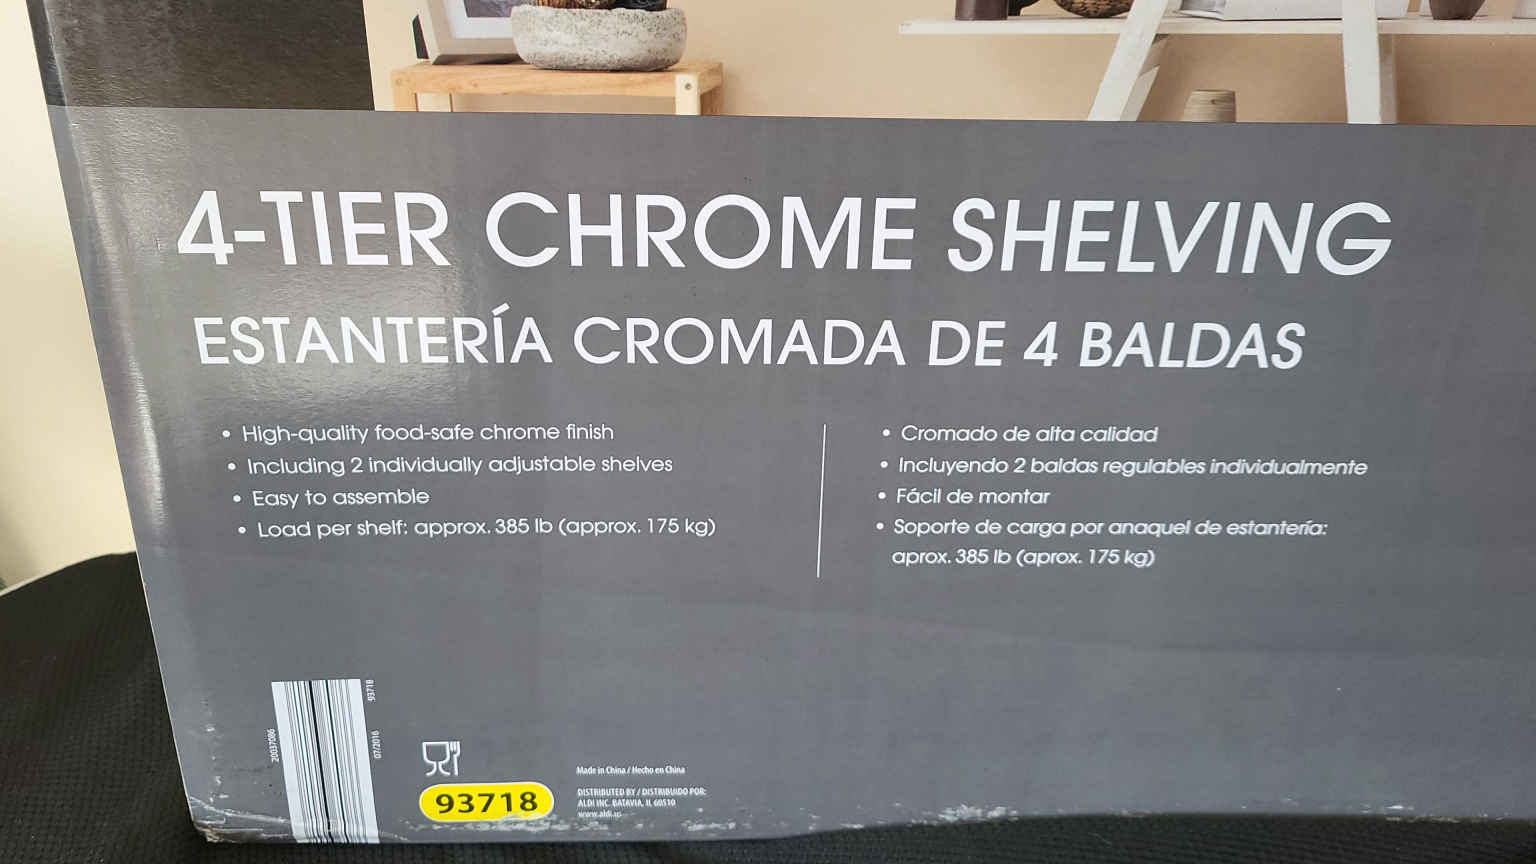 4-TIER CHROME SHELVING
ESTANTERÍA CROMADA DE 4 BALDAS
• High-quality food-safe chrome finish
• Including 2 individually adjustable shelves
• Easy to assemble
• Load per shelf: approx. 385 lb (approx. 175 kg)
• Cromado de alta calidad
• Incluyendo 2 baldas regulables individualmente
• Fácil de montar
• Soporte de carga por anaquel de estantería:
aprox. 385 lb (aprox. 175 kg)
20037086
93718
07/2016
93718
Made in China / Hecho en China
DISTRIBUTED BY / DISTRIBUIDO POR:
ALDI INC. BATAVIA, IL 60510
www.aldi.us